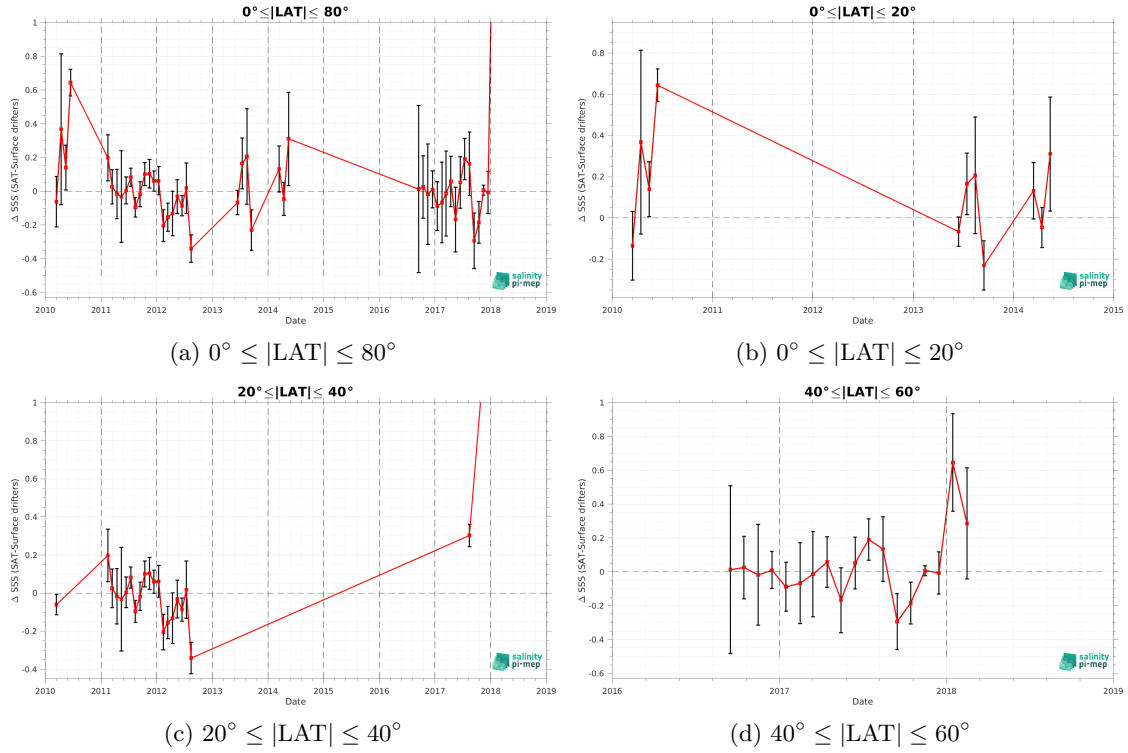 0°≤|LAT|≤ 80°
Δ SSS (SAT-Surface drifters)
1
0.8
0.6
0.4
0.2
0
-0.2
-0.4
-0.6
2010 2011 2012 2013 2014 2015 2016 2017 2018 2019
Date
salinity
pi-mep
(a) 0° ≤ |LAT| ≤ 80°
0°≤|LAT|≤ 20°
Δ SSS (SAT-Surface drifters)
0.8
0.6
0.4
0.2
0
-0.2
2010 2011 2012 2013 2014 2015
Date
salinity
pi-mep
(b) 0° ≤ |LAT| ≤ 20°
20°≤|LAT|≤ 40°
Δ SSS (SAT-Surface drifters)
1
0.8
0.6
0.4
0.2
0
-0.2
-0.4
2010 2011 2012 2013 2014 2015 2016 2017 2018 2019
Date
salinity
pi-mep
(c) 20° ≤ |LAT| ≤ 40°
40°≤|LAT|≤ 60°
Δ SSS (SAT-Surface drifters)
1
0.8
0.6
0.4
0.2
0
-0.2
-0.4
-0.6
2016 2017 2018 2019
Date
salinity
pi-mep
(d) 40° ≤ |LAT| ≤ 60°